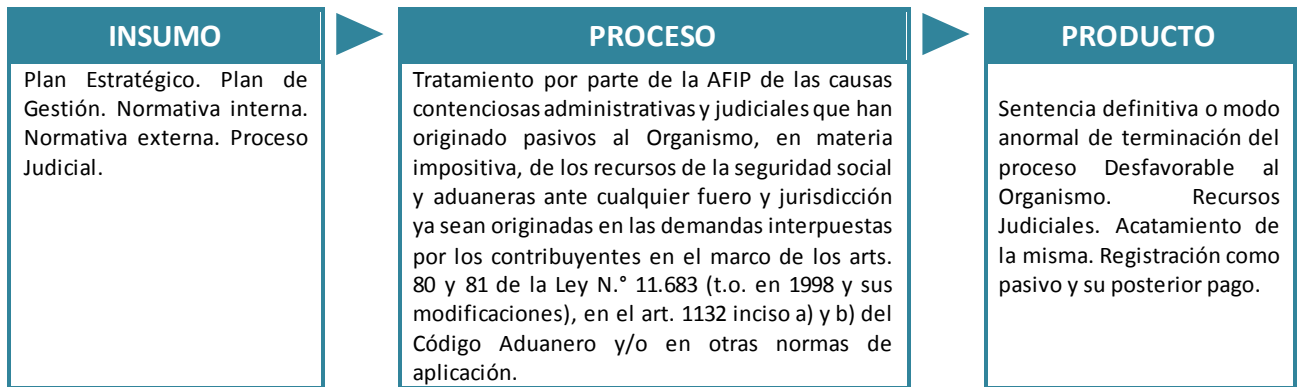 INSUMO
Plan Estratégico. Plan de
Gestión. Normativa interna.
Normativa externa. Proceso
Judicial.
PROCESO
Tratamiento por parte de la AFIP de las causas
contenciosas administrativas y judiciales que han
originado pasivos al Organismo, en materia
impositiva, de los recursos de la seguridad social
y aduaneras ante cualquier fuero y jurisdicción
ya sean originadas en las demandas interpuestas
por los contribuyentes en el marco de los arts.
80 y 81 de la Ley N.° 11.683 (t.o. en 1998 y sus
modificaciones), en el art. 1132 inciso a) y b) del
Código Aduanero y/o en otras normas de
aplicación.
PRODUCTO
Sentencia definitiva o modo
anormal de terminación del
proceso Desfavorable al
Organismo. Recursos
Judiciales. Acatamiento de
la misma. Registración como
pasivo y su posterior pago.